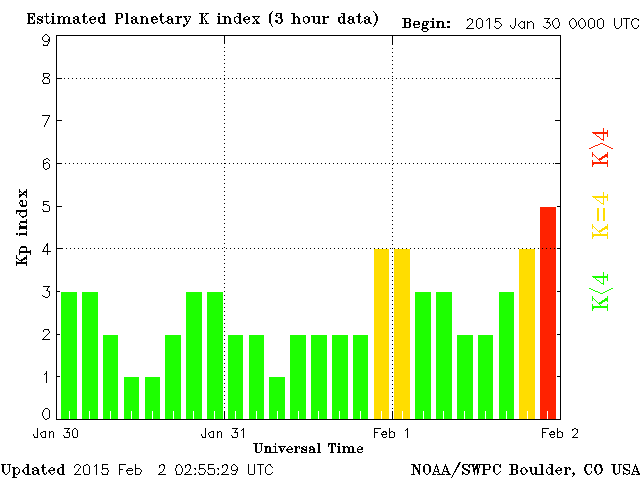 Estimated Planetary K index (3 hour data) Begin: 2015 Jan 30 0000 UTC
9
8
7
6
5
4
3
2
1
0
Kp index
K>4
K=4
K<4
Jan 30 Jan 31 Feb 1 Feb 2
Universal Time
Updated 2015 Feb 2 02:55:29 UTC NOAA/SWPC Boulder, CO USA